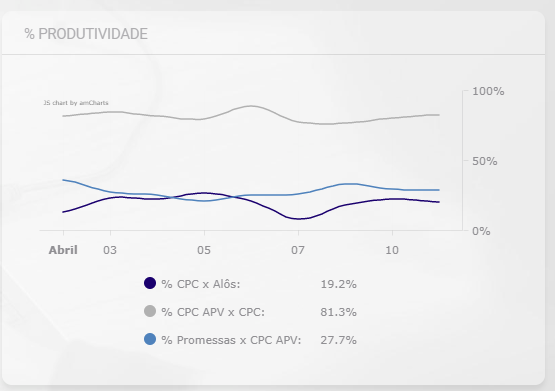 % PRODUTIVIDADE
JS chart by amCharts
100%
50%
0%
Abril 03 05 07 10
% CPC x Alôs: 19.2%
% CPC APV x CPC: 81.3%
% Promessas x CPC APV: 27.7%